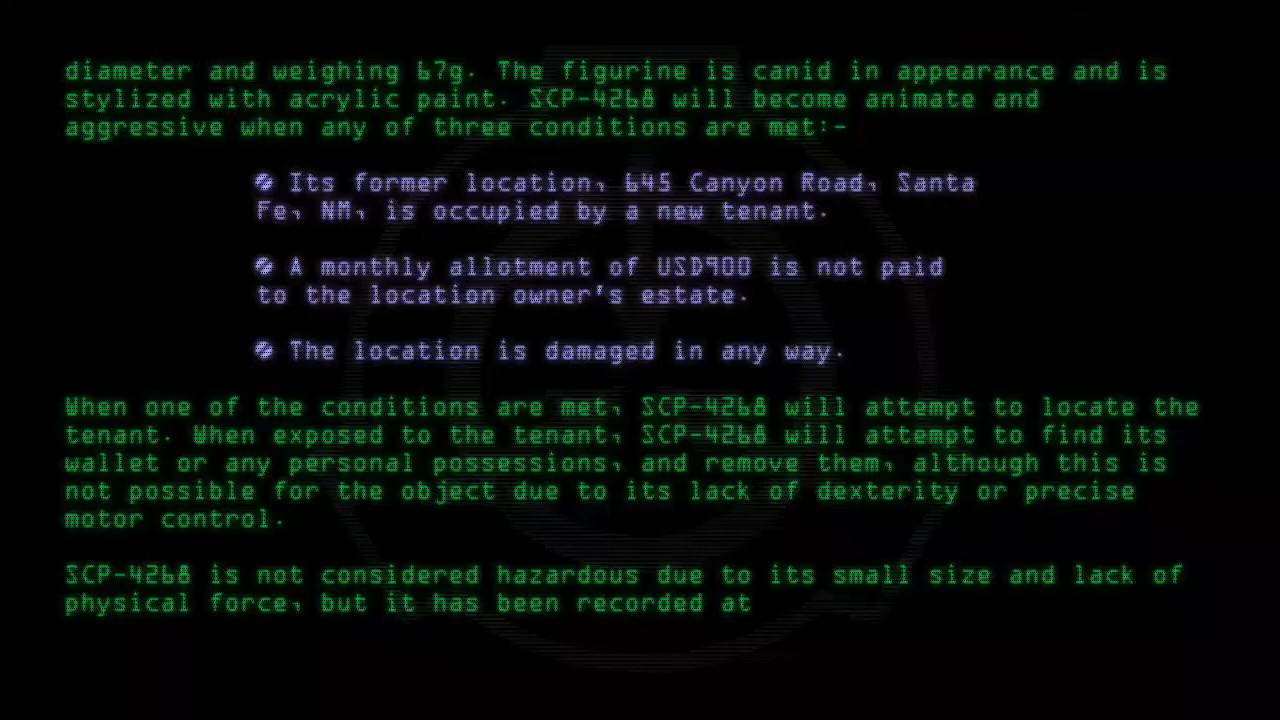 diameter and weighing 67g. The figurine is canid in appearance and is
stylized with acrylic paint. SCP-4268 will become animate and
aggressive when any of three conditions are met:-
Its former location, 645 Canyon Road, Santa
Fe, NM, is occupied by a new tenant.
A monthly allotment of USD900 is not paid
to the location owner's estate.
The location is damaged in any way.
When one of the conditions are met, SCP-4268 will attempt to locate the
tenant. When exposed to the tenant, SCP-4268 will attempt to find its
wallet or any personal possessions, and remove them, although this is
not possible for the object due to its lack of dexterity or precise
motor control.
SCP-4268 is not considered hazardous due to its small size and lack of
physical force, but it has been recorded at